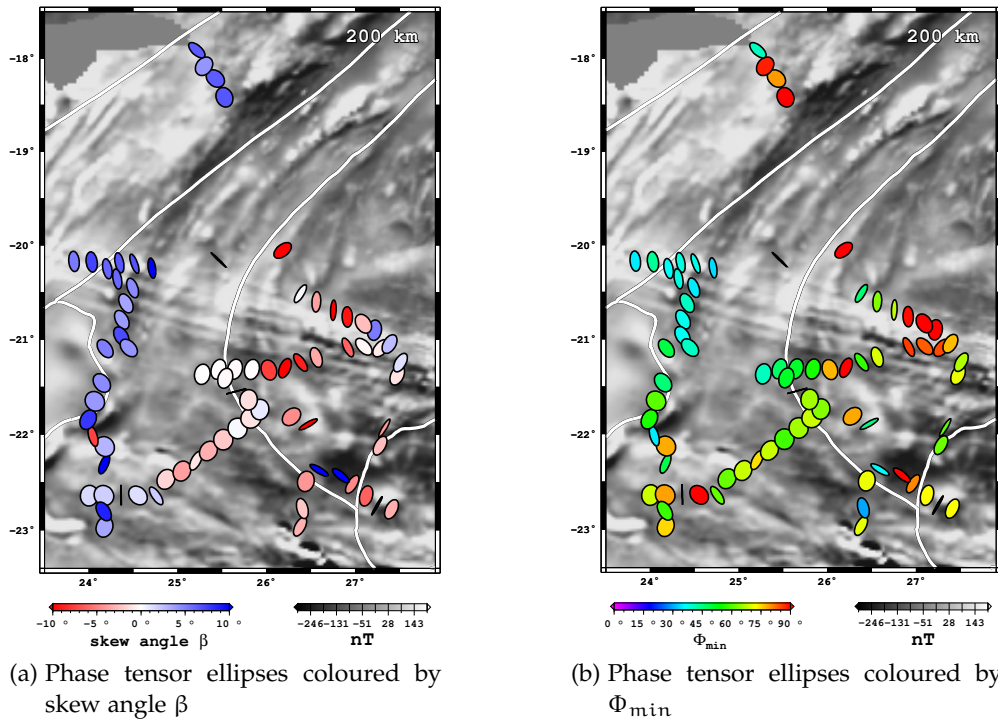 200 km
200 km
-18°
-19°
-20°
-21°
-22°
-23°
-18°
-19°
-20°
-21°
-22°
-23°
24° 25° 26° 27°
24° 25° 26° 27°
-10 -5 0 5 10
° ° ° ° °
skew angle β
-246 -131 -51 28 143
nT
0 15 30 45 60 75 90
° ° ° ° ° ° °
Φmin
-246 -131 -51 28 143
nT
(a) Phase tensor ellipses coloured by
skew angle β
(b) Phase tensor ellipses coloured by
Φmin